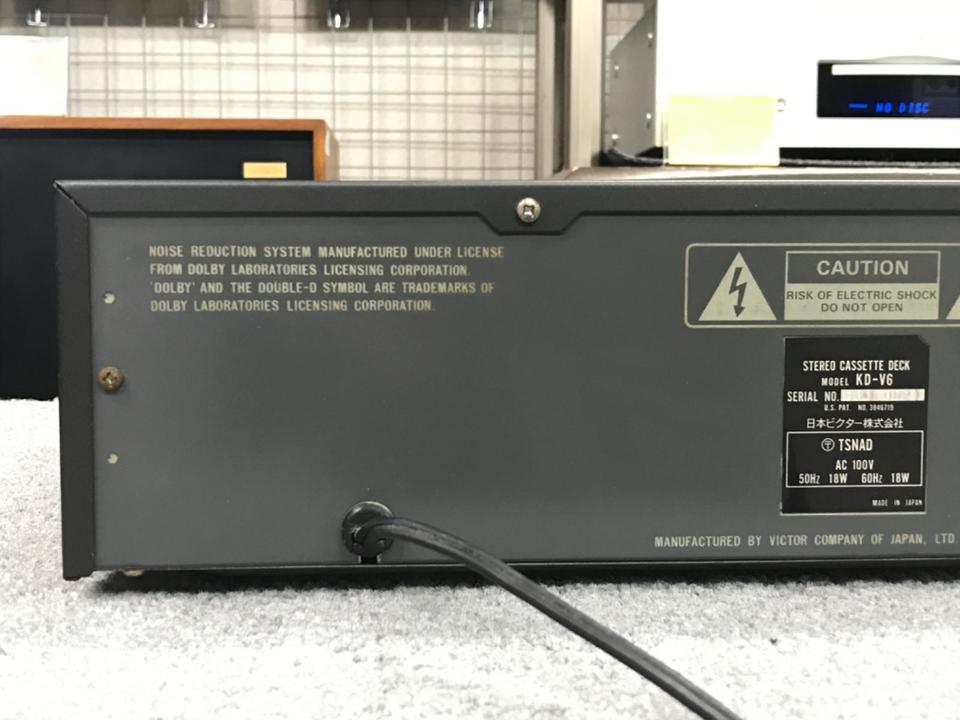 NO DISC
NOISE REDUCTION SYSTEM MANUFACTURED UNDER LICENSE
FROM DOLBY LABORATORIES LICENSING CORPORATION.
'DOLBY' AND THE DOUBLE-D SYMBOL ARE TRADEMARKS OF
DOLBY LABORATORIES LICENSING CORPORATION.
CAUTION
RISK OF ELECTRIC SHOCK
DO NOT OPEN
STEREO CASSETTE DECK
MODEL KD-V6
SERIAL NO.
U.S. PAT. NO. 3846719
日本ビクター株式会社
〒 TSNAD
AC 100V
50Hz 18W 60Hz 18W
MADE IN JAPAN
MANUFACTURED BY VICTOR COMPANY OF JAPAN, LTD.